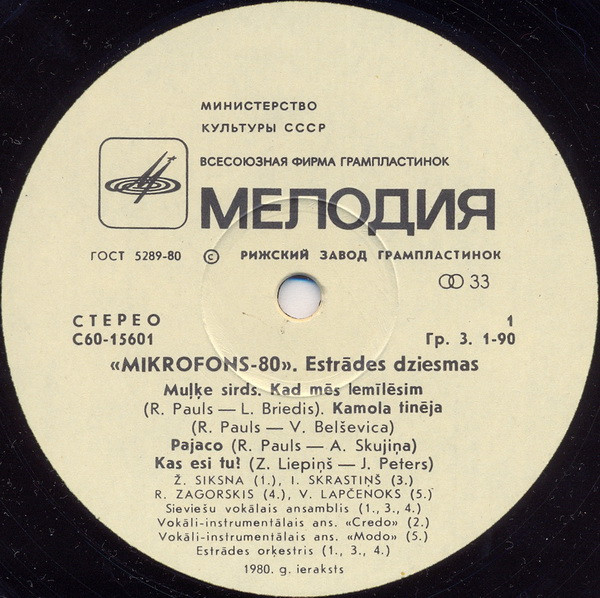 МИНИСТЕРСТВО
КУЛЬТУРЫ СССР
ВСЕСОЮЗНАЯ ФИРМА ГРАМПЛАСТИНОК
МЕЛОДИЯ
ГОСТ 5289-80 © РИЖСКИЙ ЗАВОД ГРАМПЛАСТИНОК
33
СТЕРЕО 1
С60-15601 Гр. 3. 1-90
«MIKROFONS-80». Estrādes dziesmas
Muļķe sirds. Kad mēs lemīlēsim
(R. Pauls — L. Briedis). Kamola tinēja
(R. Pauls — V. Belševica)
Pajaco (R. Pauls — A. Skujiņa)
Kas esi tu? (Z. Liepiņš — J. Peters)
Ž. SIKSNA (1.), I. SKRASTIŅŠ (3.)
R. ZAGORSKIS (4.), V. LAPČENOKS (5.)
Sieviešu vokālais ansamblis (1., 3., 4.)
Vokāli-instrumentālais ans. «Credo» (2.)
Vokāli-instrumentālais ans. «Modo» (5.)
Estrādes orķestris (1., 3., 4.)
1980. g. ieraksts